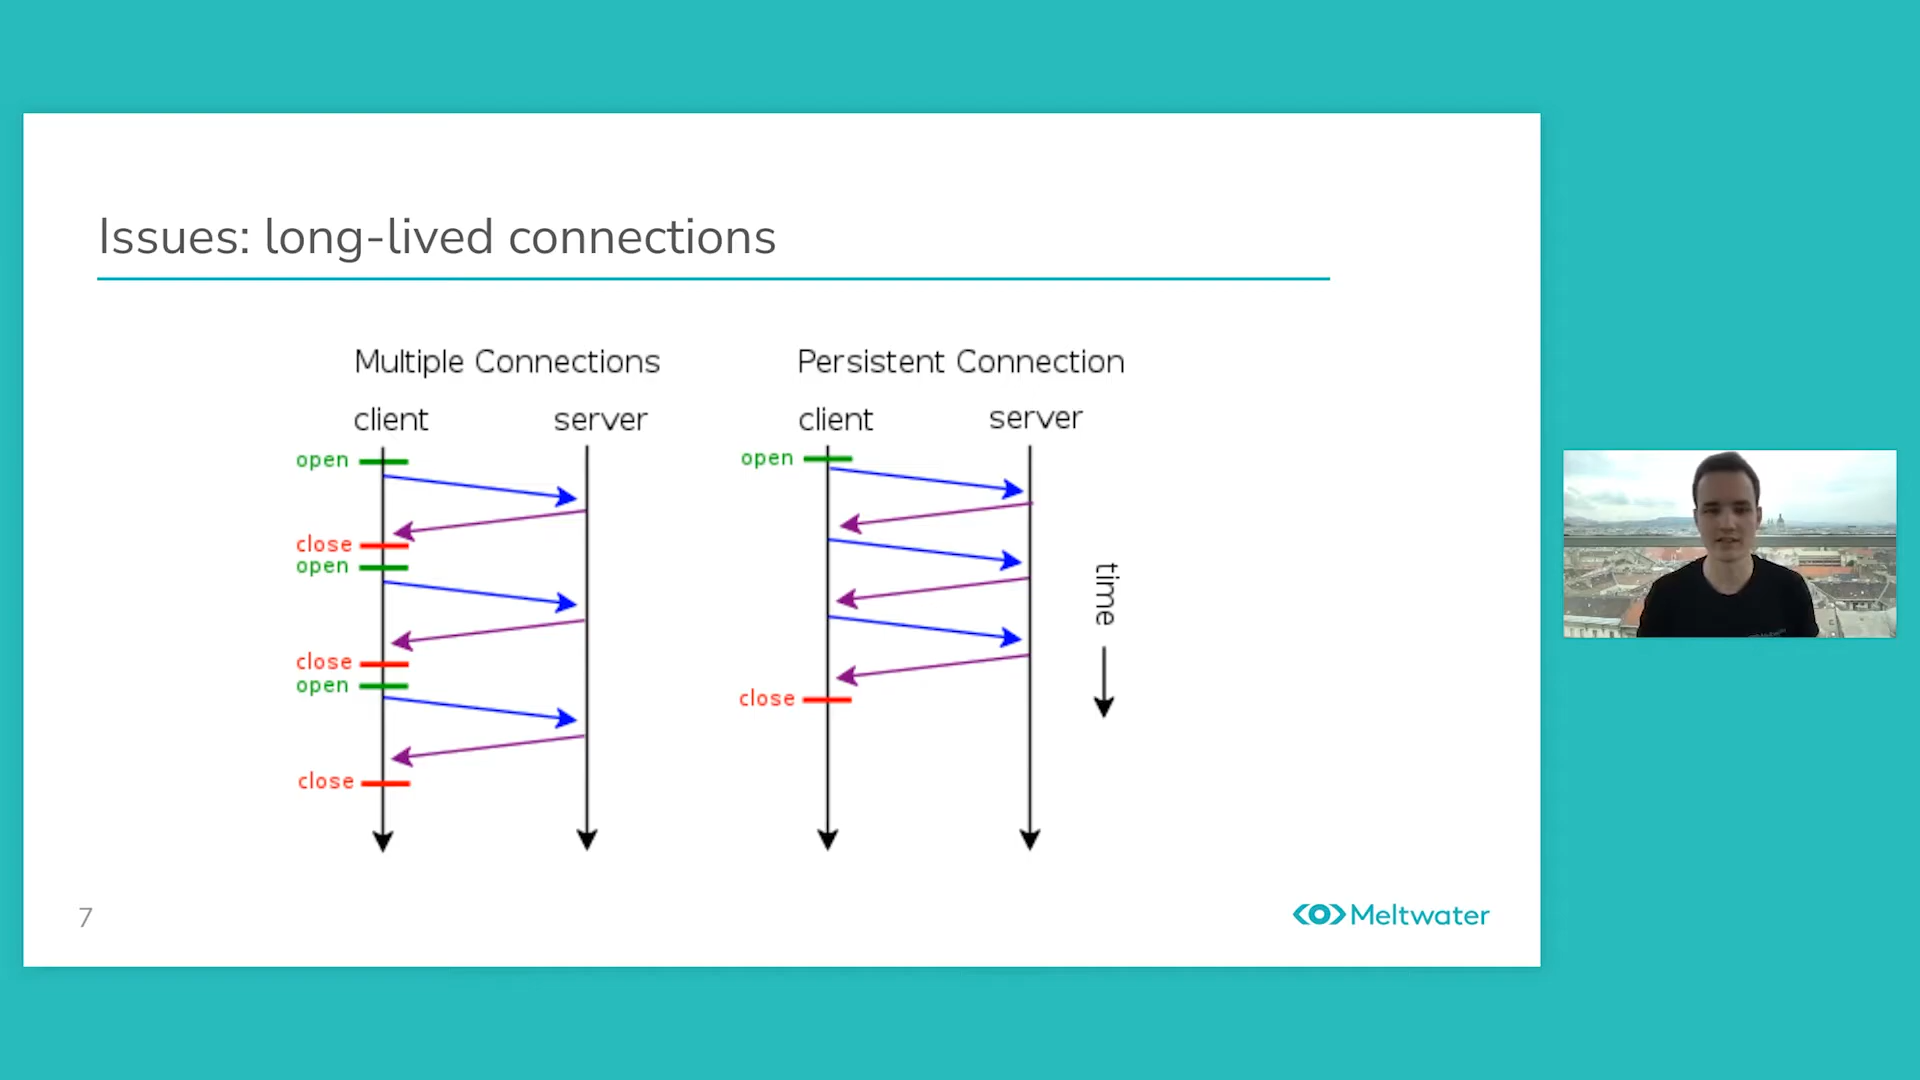 Issues: long-lived connections
Multiple Connections
client server
open
close
open
close
open
close
Persistent Connection
client server
open
close
time
7
Meltwater